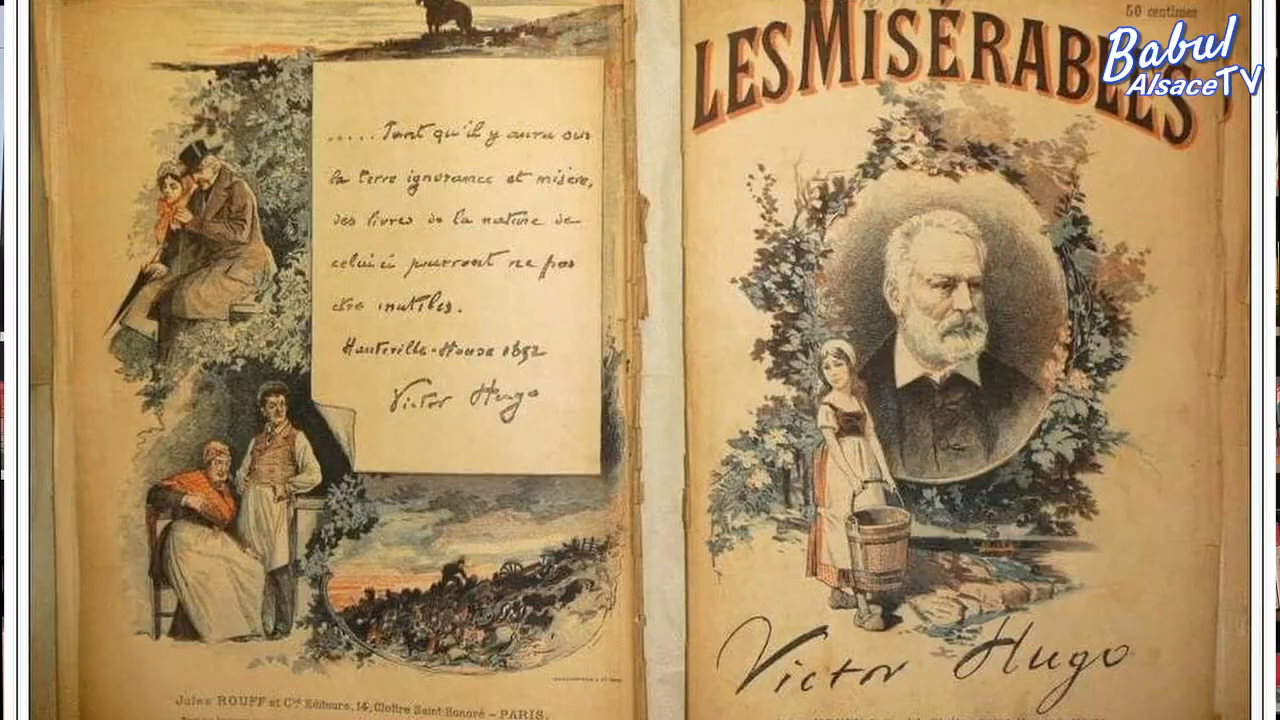 ..... Tant qu'il y aura sur
la terre ignorance et misère,
des livres de la nature de
celui ci pourront ne pas
être inutiles.
Hauteville-House 1862
Victor Hugo
Jules ROUFF et Cie Éditeurs, 14, Cloître Saint-Honoré - PARIS.
50 centimes
LES MISÉRABLES
Babul
AlsaceTV
Victor Hugo